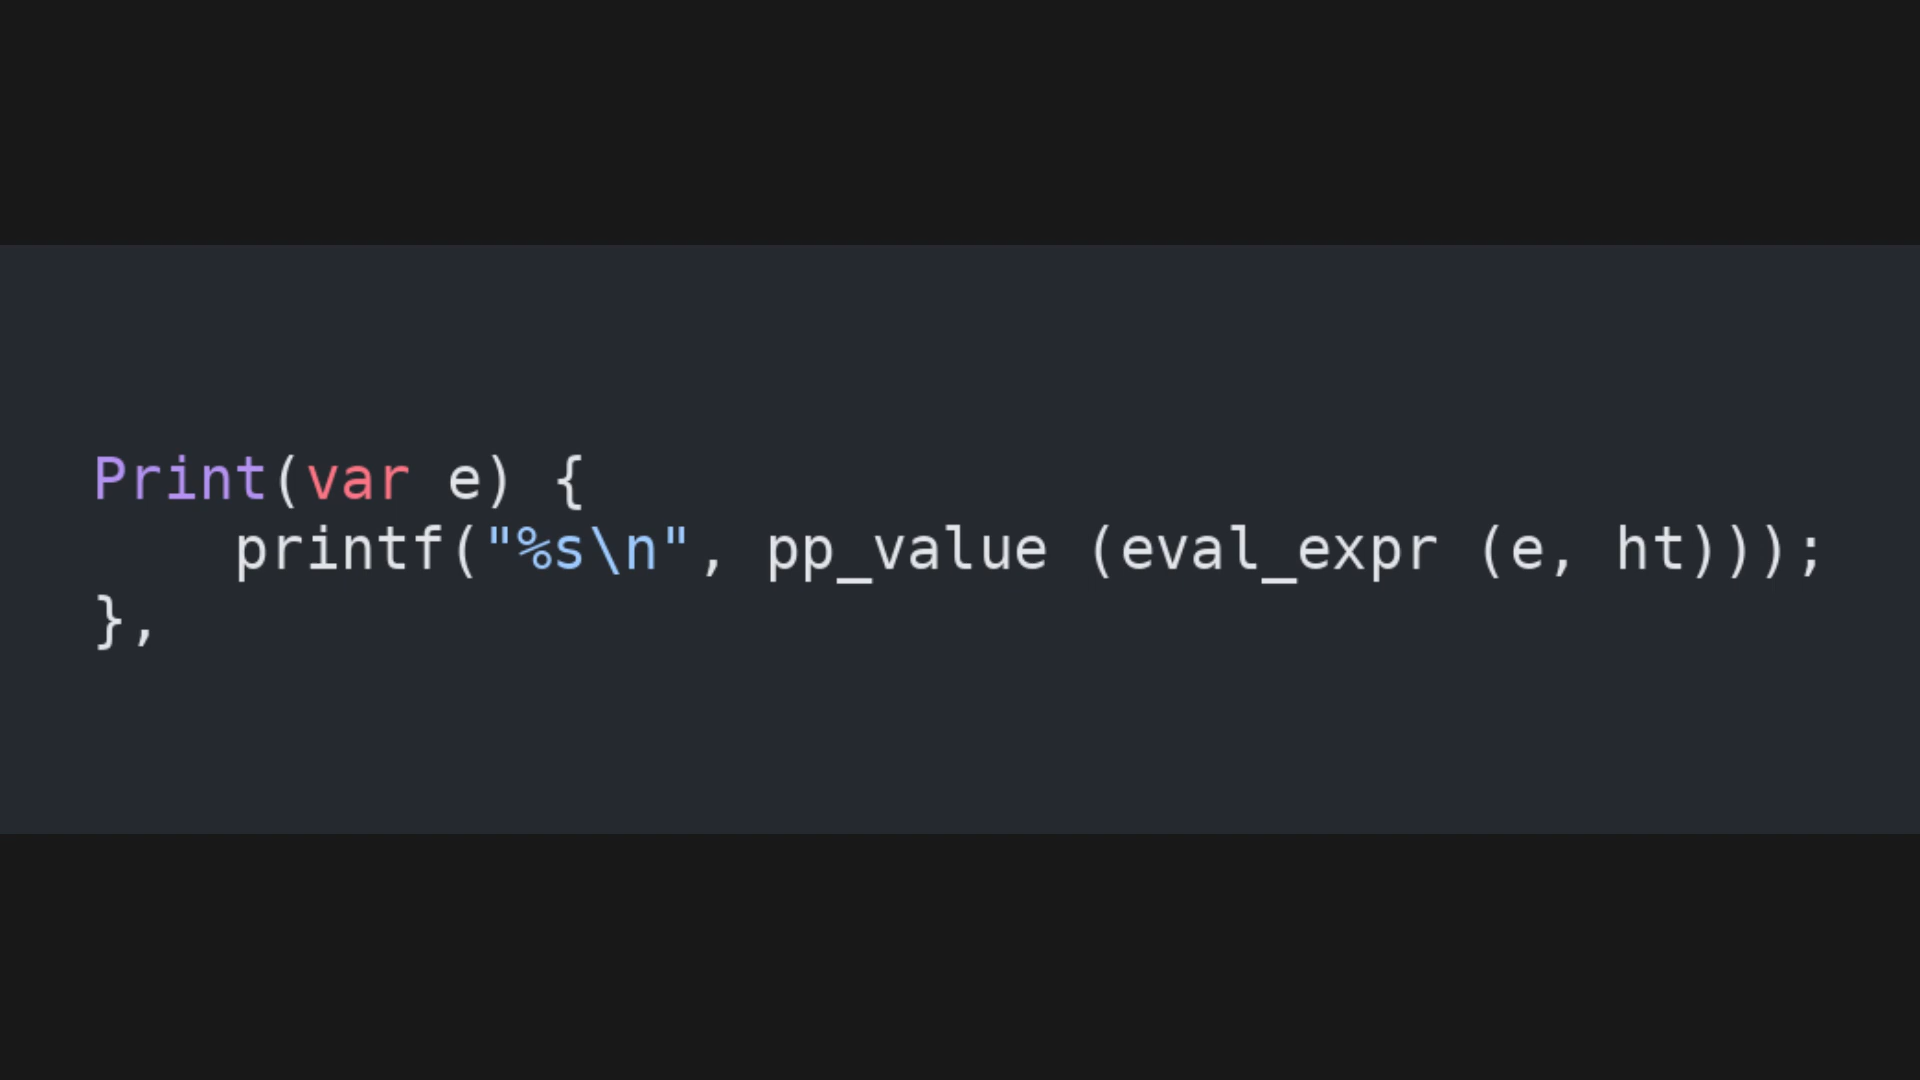 Print(var e) {
    printf("%s\n", pp_value (eval_expr (e, ht)));
},